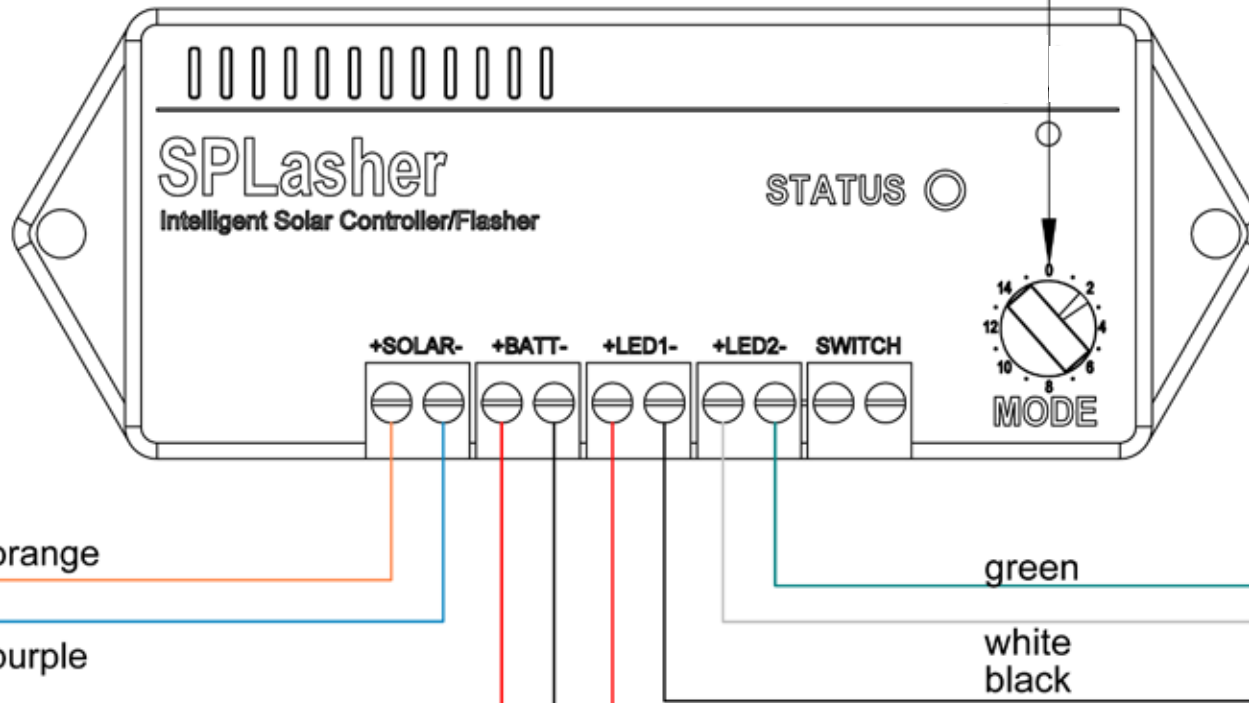 SPLasher
Intelligent Solar Controller/Flasher
STATUS
0
14 2
12 4
10 6
8
MODE
+SOLAR- +BATT- +LED1- +LED2- SWITCH
orange
purple
green
white
black